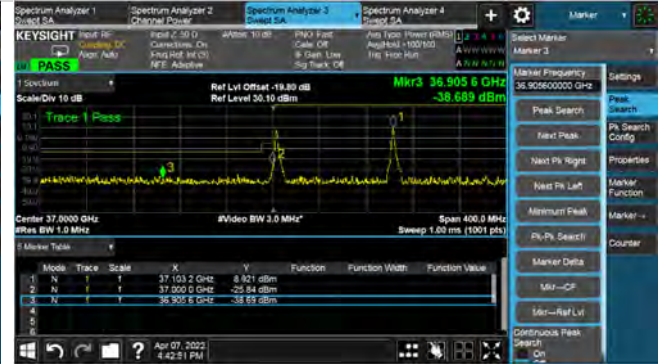 Spectrum Analyzer 1
Swept SA
Spectrum Analyzer 2
Channel Power
Spectrum Analyzer 3
Swept SA
Spectrum Analyzer 4
Swept SA
Marker
KEYSIGHT
Input: RF
Coupling: DC
Align: Auto
Input Z: 50 Ω
Corrections: On
Freq Ref: Int (S)
NFE: Adaptive
#Atten: 10 dB
PNO: Fast
Gate: Off
IF Gain: Low
Sig Track: Off
Avg Type: Power (RMS)
Avg|Hold: >100/100
Trig: Free Run
PASS
Select Marker
Marker 3
Marker Frequency
36.905600000 GHz
Settings
Peak Search
Next Peak
Next Pk Right
Next Pk Left
Minimum Peak
Pk-Pk Search
Marker Delta
Mkr→CF
Mkr→Ref Lvl
Continuous Peak
Search
On
Peak
Search
Pk Search
Config
Properties
Marker
Function
Marker→
Counter
1 Spectrum
Scale/Div 10 dB
Ref Lvl Offset -19.80 dB
Ref Level 30.10 dBm
Mkr3 36.905 6 GHz
-38.689 dBm
Trace 1 Pass
1
2
3
Center 37.0000 GHz
#Res BW 1.0 MHz
#Video BW 3.0 MHz*
Span 400.0 MHz
Sweep 1.00 ms (1001 pts)
5 Marker Table
Mode Trace Scale X Y Function Function Width Function Value
1 N 1 f 37.103 2 GHz 8.921 dBm
2 N 1 f 37.000 0 GHz -25.84 dBm
3 N 1 f 36.905 6 GHz -38.69 dBm
4
5
6
Apr 07, 2022
4:42:51 PM